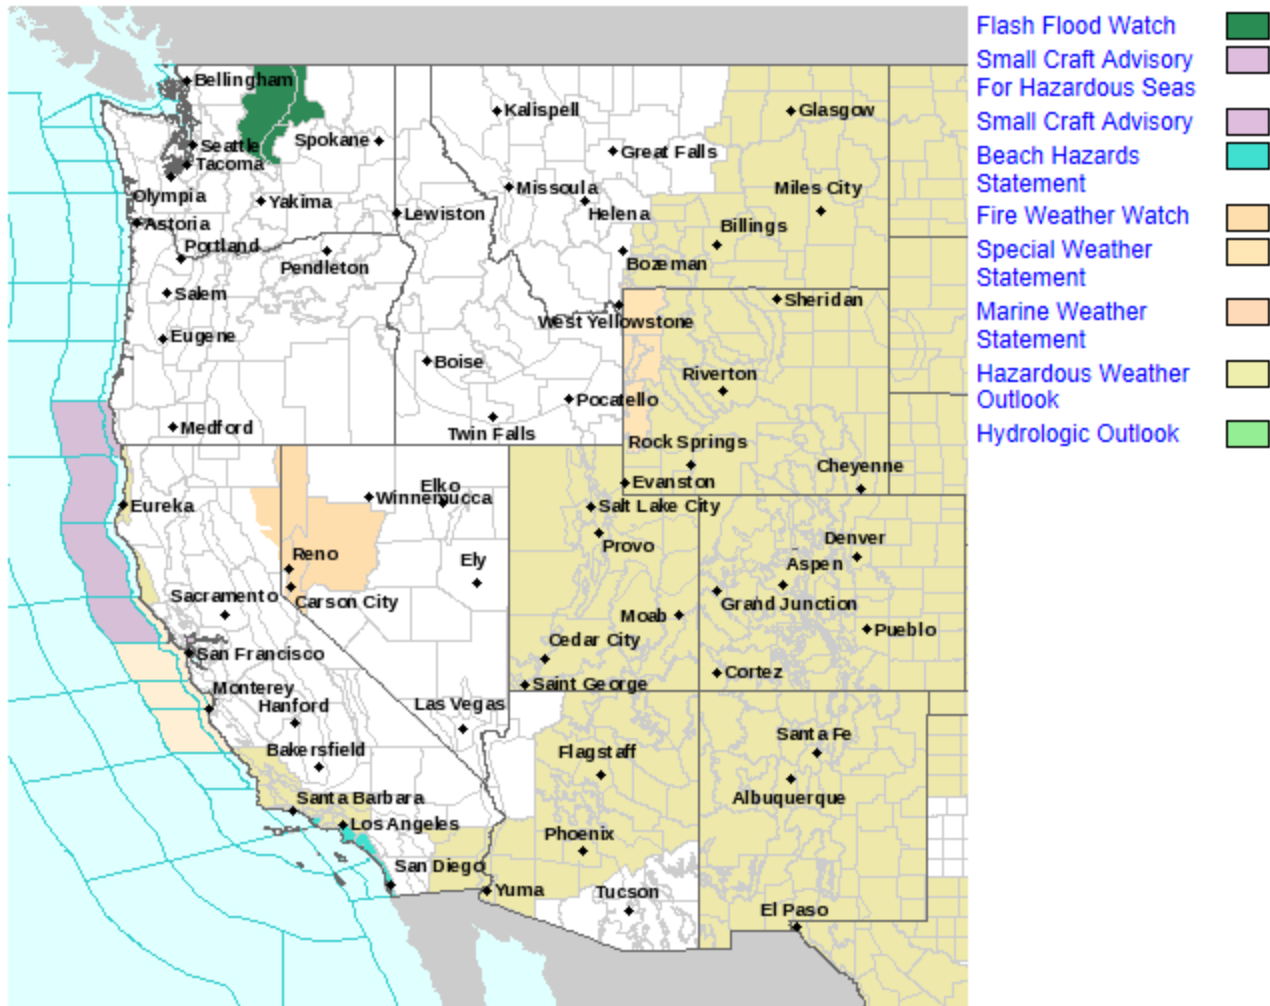 Flash Flood Watch
Small Craft Advisory
For Hazardous Seas
Small Craft Advisory
Beach Hazards
Statement
Fire Weather Watch
Special Weather
Statement
Marine Weather
Statement
Hazardous Weather
Outlook
Hydrologic Outlook
Bellingham
Kalispell
Glasgow
Seattle
Spokane
Great Falls
Tacoma
Missoula
Miles City
Olympia
Yakima
Helena
Lewiston
Astoria
Billings
Portland
Pendleton
Bozeman
Salem
Sheridan
West Yellowstone
Eugene
Boise
Riverton
Pocatello
Medford
Twin Falls
Rock Springs
Cheyenne
Evanston
Elko
Winnemucca
Eureka
Salt Lake City
Denver
Provo
Reno
Ely
Aspen
Sacramento
Carson City
Grand Junction
Moab
Pueblo
Cedar City
San Francisco
Cortez
Saint George
Monterey
Hanford
Las Vegas
Santa Fe
Bakersfield
Flagstaff
Santa Barbara
Albuquerque
Los Angeles
Phoenix
San Diego
Yuma
Tucson
El Paso